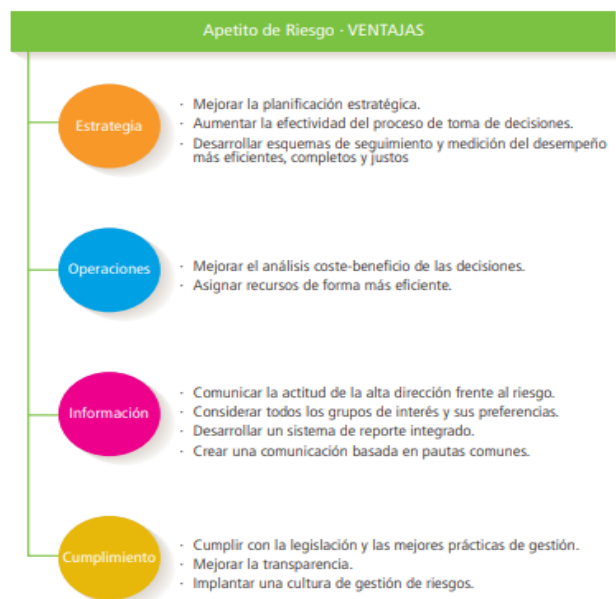 Apetito de Riesgo - VENTAJAS
Estrategia
· Mejorar la planificación estratégica.
· Aumentar la efectividad del proceso de toma de decisiones.
· Desarrollar esquemas de seguimiento y medición del desempeño
más eficientes, completos y justos
Operaciones
· Mejorar el análisis coste-beneficio de las decisiones.
· Asignar recursos de forma más eficiente.
Información
· Comunicar la actitud de la alta dirección frente al riesgo.
· Considerar todos los grupos de interés y sus preferencias.
· Desarrollar un sistema de reporte integrado.
· Crear una comunicación basada en pautas comunes.
Cumplimiento
· Cumplir con la legislación y las mejores prácticas de gestión.
· Mejorar la transparencia.
· Implantar una cultura de gestión de riesgos.